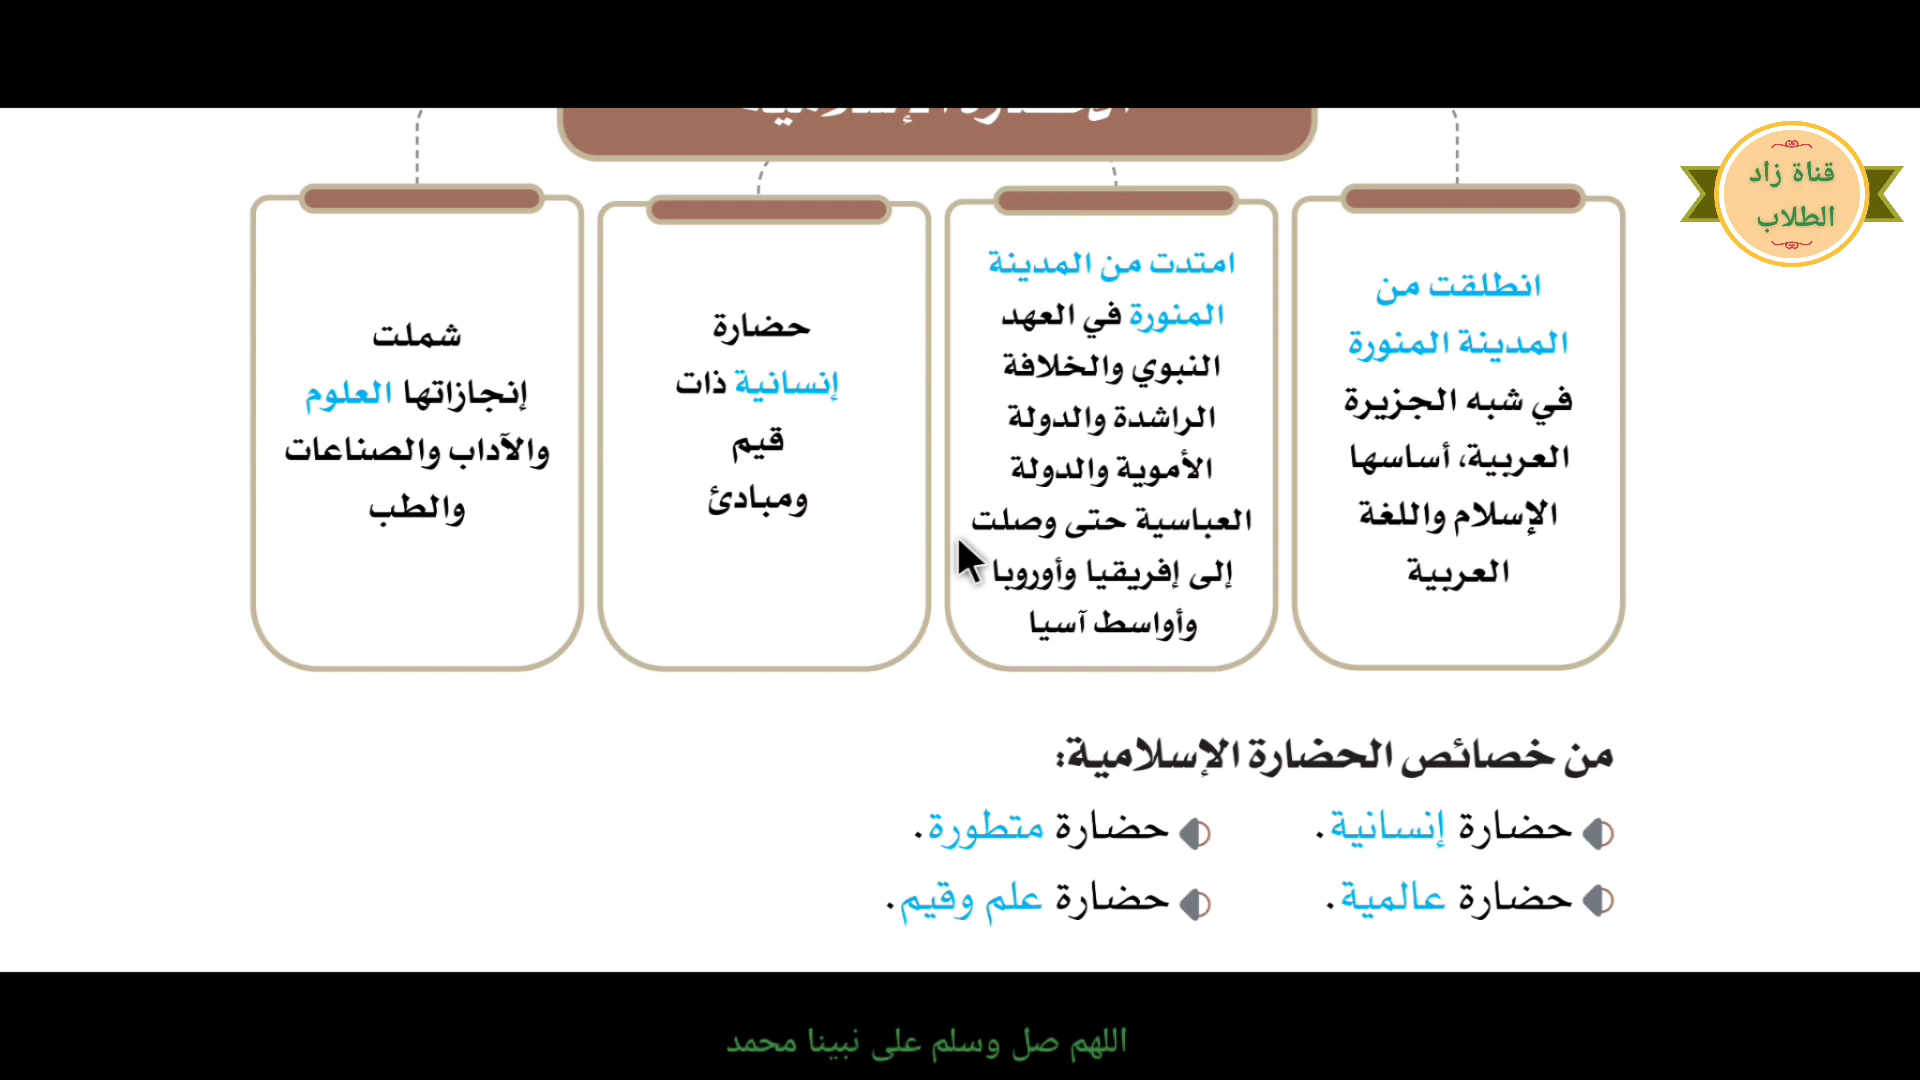 قناة زاد
الطلاب
انطلقت من
المدينة المنورة
في شبه الجزيرة
العربية، أساسها
الإسلام واللغة
العربية
امتدت من المدينة
المنورة في العهد
النبوي والخلافة
الراشدة والدولة
الأموية والدولة
العباسية حتى وصلت
إلى إفريقيا وأوروبا
وأواسط آسيا
حضارة
إنسانية ذات
قيم
ومبادئ
شملت
إنجازاتها العلوم
والآداب والصناعات
والطب
من خصائص الحضارة الإسلامية:
حضارة إنسانية.
حضارة متطورة.
حضارة عالمية.
حضارة علم وقيم.
اللهم صل وسلم على نبينا محمد